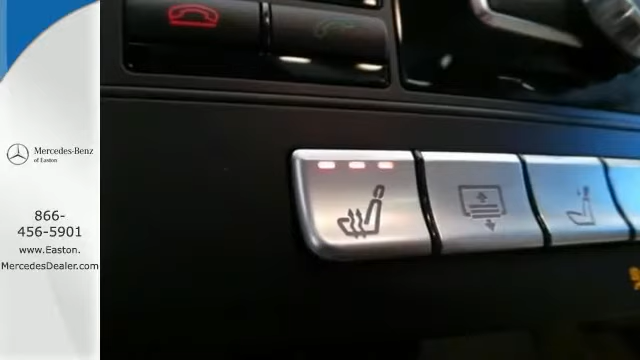 Mercedes-Benz
of Easton
866-
456-5901
www.Easton.
MercedesDealer.com